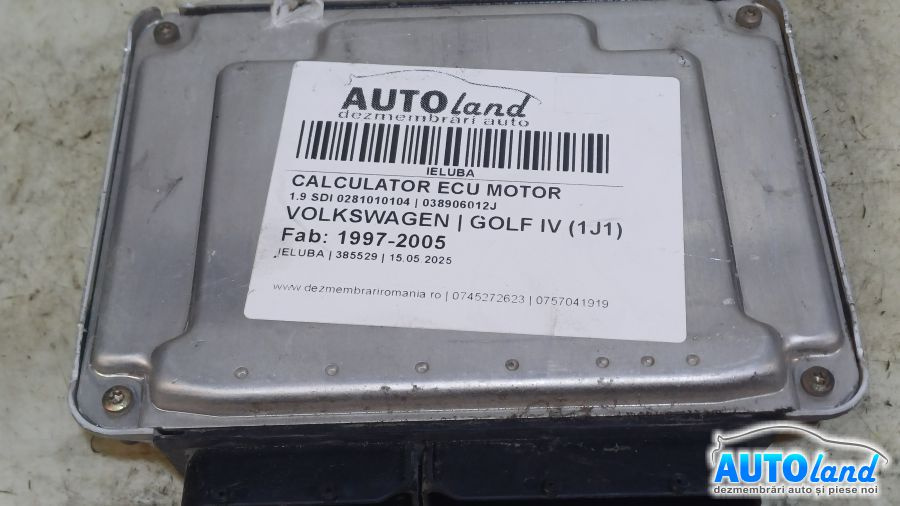 AUTOland
dezmembrări auto
IELUBA
CALCULATOR ECU MOTOR
1.9 SDI 0281010104 | 038906012J
VOLKSWAGEN | GOLF IV (1J1)
Fab: 1997-2005
IELUBA | 385529 | 15.05.2025
www.dezmembrariromania.ro | 0745272623 | 0757041919
AUTOland
dezmembrări auto și piese noi